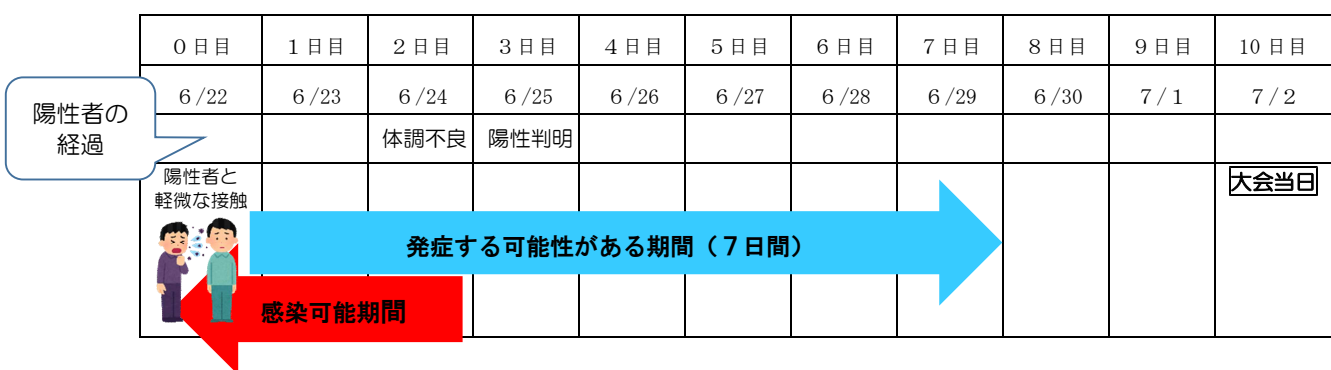 0日目 1日目 2日目 3日目 4日目 5日目 6日目 7日目 8日目 9日目 10日目
6/22 6/23 6/24 6/25 6/26 6/27 6/28 6/29 6/30 7/1 7/2
陽性者の
経過
体調不良 陽性判明
陽性者と
軽微な接触
大会当日
発症する可能性がある期間（７日間）
感染可能期間